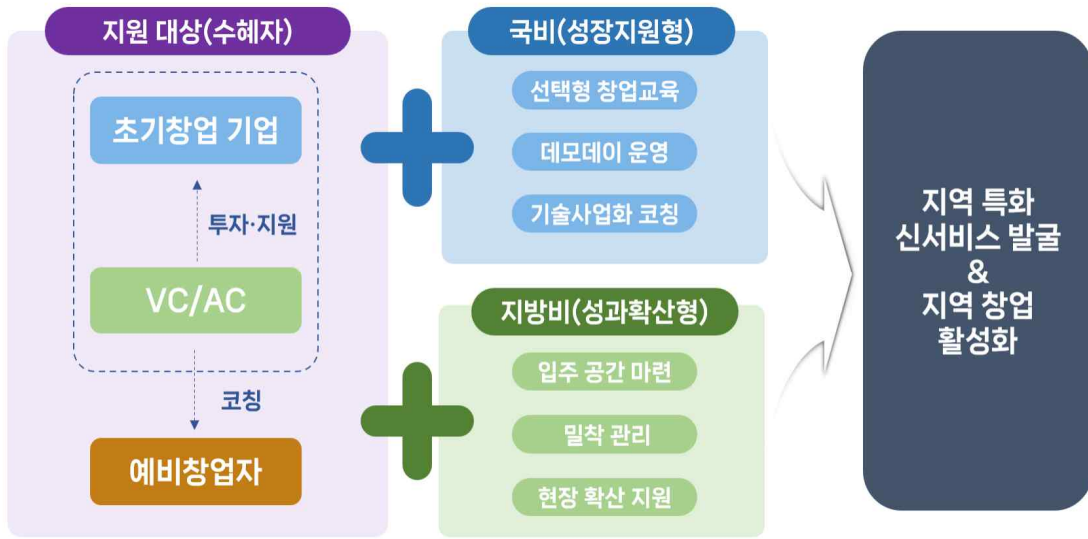 지원 대상(수혜자)
초기창업 기업
투자·지원
VC/AC
코칭
예비창업자
국비(성장지원형)
선택형 창업교육
데모데이 운영
기술사업화 코칭
지방비(성과확산형)
입주 공간 마련
밀착 관리
현장 확산 지원
지역 특화
신서비스 발굴
&
지역 창업
활성화